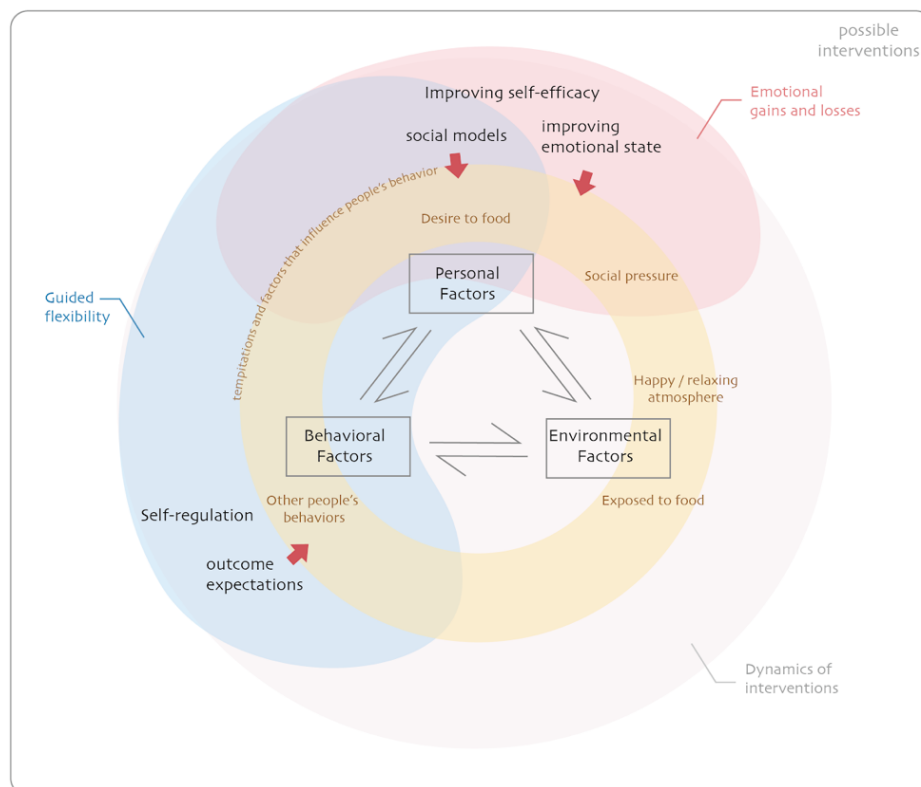 possible
interventions
Emotional
gains and losses
Improving self-efficacy
social models
improving
emotional state
tempitations and factors that influence people's behavior
Desire to food
Social pressure
Personal
Factors
Guided
flexibility
Happy / relaxing
atmosphere
Behavioral
Factors
Environmental
Factors
Other people's
behaviors
Exposed to food
Self-regulation
outcome
expectations
Dynamics of
interventions